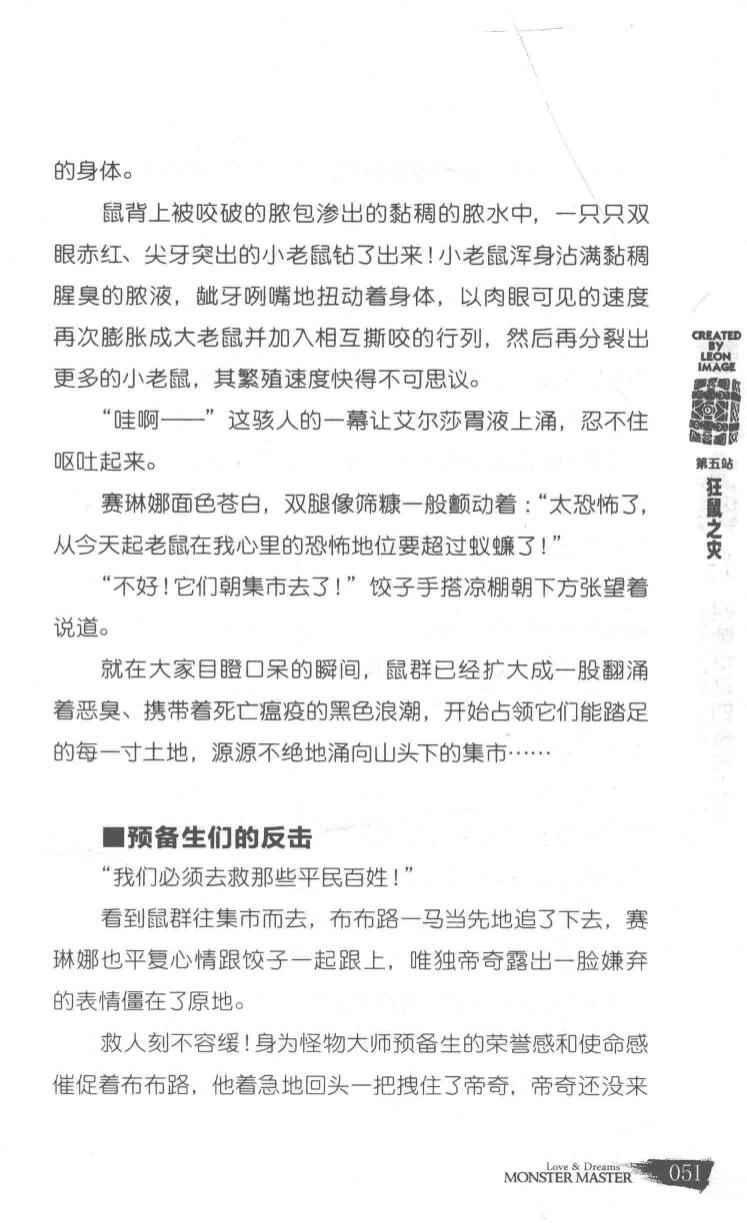 的身体。
鼠背上被咬破的脓包渗出的黏稠的脓水中，一只只双
眼赤红、尖牙突出的小老鼠钻了出来！小老鼠浑身沾满黏稠
腥臭的脓液，龇牙咧嘴地扭动着身体，以肉眼可见的速度
再次膨胀成大老鼠并加入相互撕咬的行列，然后再分裂出
更多的小老鼠，其繁殖速度快得不可思议。
“哇啊——”这骇人的一幕让艾尔莎胃液上涌，忍不住
呕吐起来。
赛琳娜面色苍白，双腿像筛糠一般颤动着：“太恐怖了，
从今天起老鼠在我心里的恐怖地位要超过蚁蠊了！”
“不好！它们朝集市去了！”饺子手搭凉棚朝下方张望着
说道。
就在大家目瞪口呆的瞬间，鼠群已经扩大成一股翻涌
着恶臭、携带着死亡瘟疫的黑色浪潮，开始占领它们能踏足
的每一寸土地，源源不绝地涌向山头下的集市……
■预备生们的反击
“我们必须去救那些平民百姓！”
看到鼠群往集市而去，布布路一马当先地追了下去，赛
琳娜也平复心情跟饺子一起跟上，唯独帝奇露出一脸嫌弃
的表情僵在了原地。
救人刻不容缓！身为怪物大师预备生的荣誉感和使命感
催促着布布路，他着急地回头一把拽住了帝奇，帝奇还没来
CREATED
BY
LEON
IMAGE
第五站
狂鼠之灾
Love & Dreams
MONSTER MASTER
051